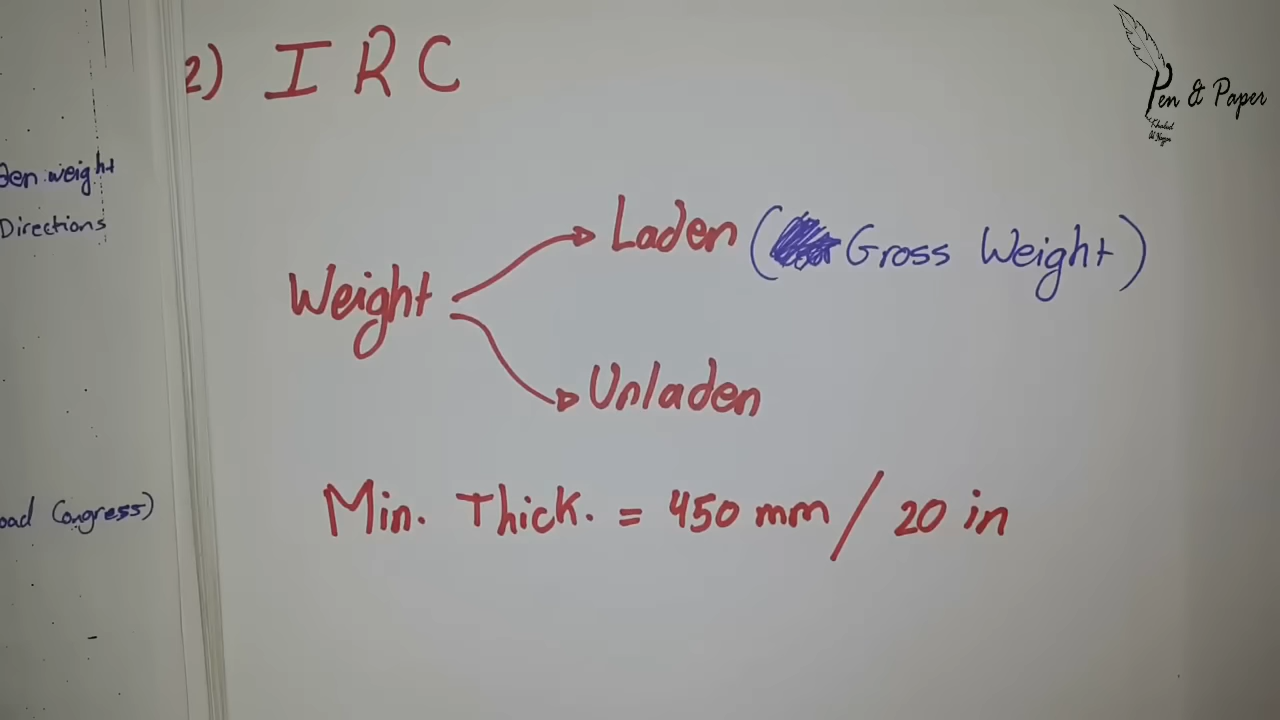 2) IRC
den weight
Directions
Laden (Gross Weight)
Weight
Unladen
oad Congress)
Min. Thick. = 450 mm / 20 in
Pen & Paper